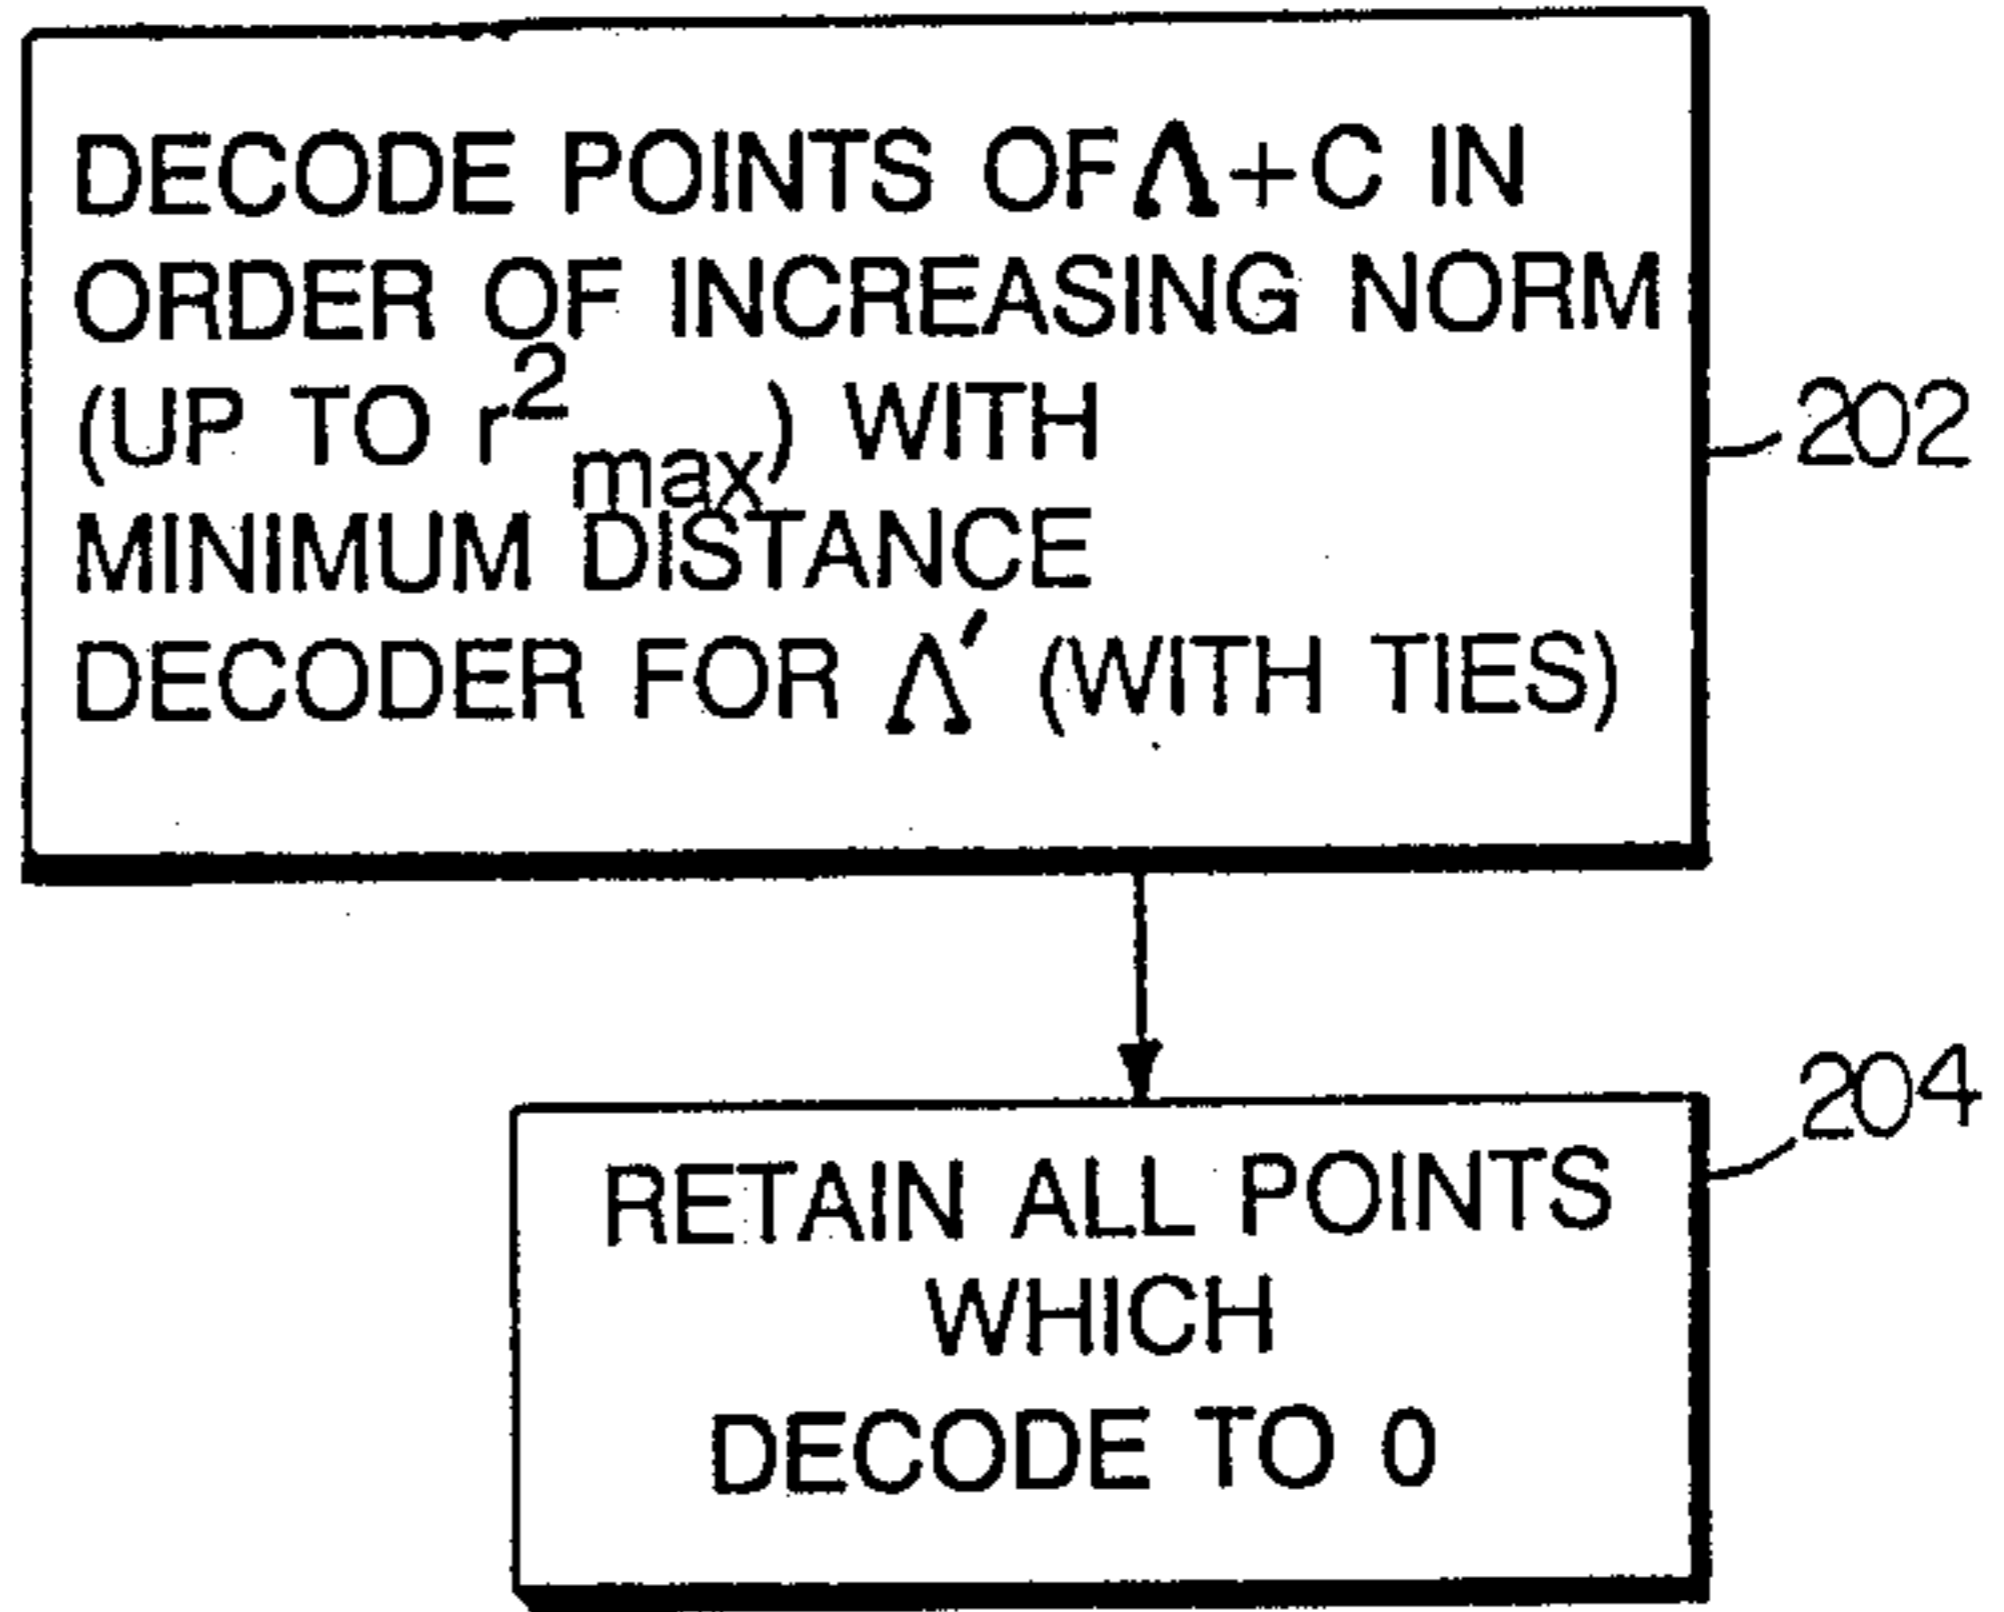 DECODE POINTS OF Λ+C IN
ORDER OF INCREASING NORM
(UP TO r²max) WITH
MINIMUM DISTANCE
DECODER FOR Λ′ (WITH TIES)
202
204
RETAIN ALL POINTS
WHICH
DECODE TO 0